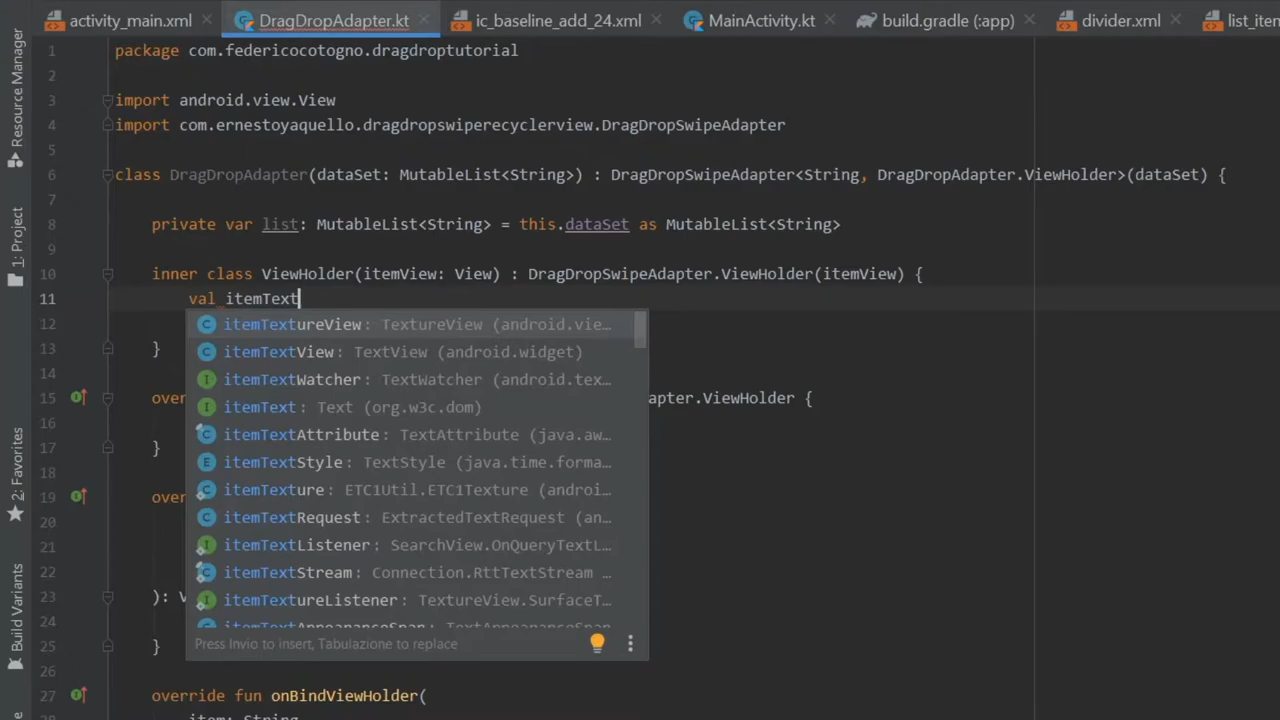 activity_main.xml DragDropAdapter.kt ic_baseline_add_24.xml MainActivity.kt build.gradle (:app) divider.xml list_iten
Resource Manager
1: Project
2: Favorites
Build Variants
1 package com.federicocotogno.dragdroptutorial
2
3 import android.view.View
4 import com.ernestoyaquello.dragdropswiperecyclerview.DragDropSwipeAdapter
5
6 class DragDropAdapter(dataSet: MutableList<String>) : DragDropSwipeAdapter<String, DragDropAdapter.ViewHolder>(dataSet) {
7
8 private var list: MutableList<String> = this.dataSet as MutableList<String>
9
10 inner class ViewHolder(itemView: View) : DragDropSwipeAdapter.ViewHolder(itemView) {
11 val itemText
12 itemTextureView: TextureView (android.vie…
itemTextView: TextView (android.widget)
13 }
14 itemTextWatcher: TextWatcher (android.tex…
15 over apter.ViewHolder {
itemText: Text (org.w3c.dom)
16 itemTextAttribute: TextAttribute (java.aw…
17 }
18 itemTextStyle: TextStyle (java.time.forma…
19 over itemTexture: ETC1Util.ETC1Texture (androi…
20 itemTextRequest: ExtractedTextRequest (an…
21 itemTextListener: SearchView.OnQueryTextL…
22 itemTextStream: Connection.RttTextStream …
23 ): V itemTextureListener: TextureView.SurfaceT…
24 itemTextAppearanceSpan: TextAppearanceSpan
25 } Press Invio to insert, Tabulazione to replace
26
27 override fun onBindViewHolder(
28 item: String